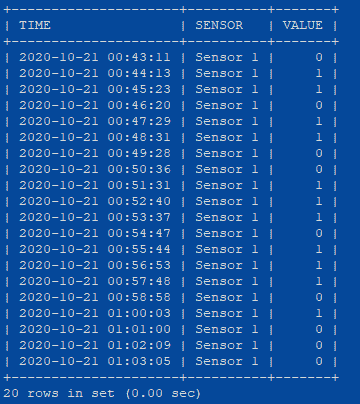 +---------------------+----------+-------+
| TIME                | SENSOR   | VALUE |
+---------------------+----------+-------+
| 2020-10-21 00:43:11 | Sensor 1 |     0 |
| 2020-10-21 00:44:13 | Sensor 1 |     1 |
| 2020-10-21 00:45:23 | Sensor 1 |     1 |
| 2020-10-21 00:46:20 | Sensor 1 |     0 |
| 2020-10-21 00:47:29 | Sensor 1 |     1 |
| 2020-10-21 00:48:31 | Sensor 1 |     1 |
| 2020-10-21 00:49:28 | Sensor 1 |     0 |
| 2020-10-21 00:50:36 | Sensor 1 |     0 |
| 2020-10-21 00:51:31 | Sensor 1 |     1 |
| 2020-10-21 00:52:40 | Sensor 1 |     1 |
| 2020-10-21 00:53:37 | Sensor 1 |     1 |
| 2020-10-21 00:54:47 | Sensor 1 |     0 |
| 2020-10-21 00:55:44 | Sensor 1 |     1 |
| 2020-10-21 00:56:53 | Sensor 1 |     1 |
| 2020-10-21 00:57:48 | Sensor 1 |     1 |
| 2020-10-21 00:58:58 | Sensor 1 |     0 |
| 2020-10-21 01:00:03 | Sensor 1 |     1 |
| 2020-10-21 01:01:00 | Sensor 1 |     0 |
| 2020-10-21 01:02:09 | Sensor 1 |     0 |
| 2020-10-21 01:03:05 | Sensor 1 |     0 |
+---------------------+----------+-------+
20 rows in set (0.00 sec)